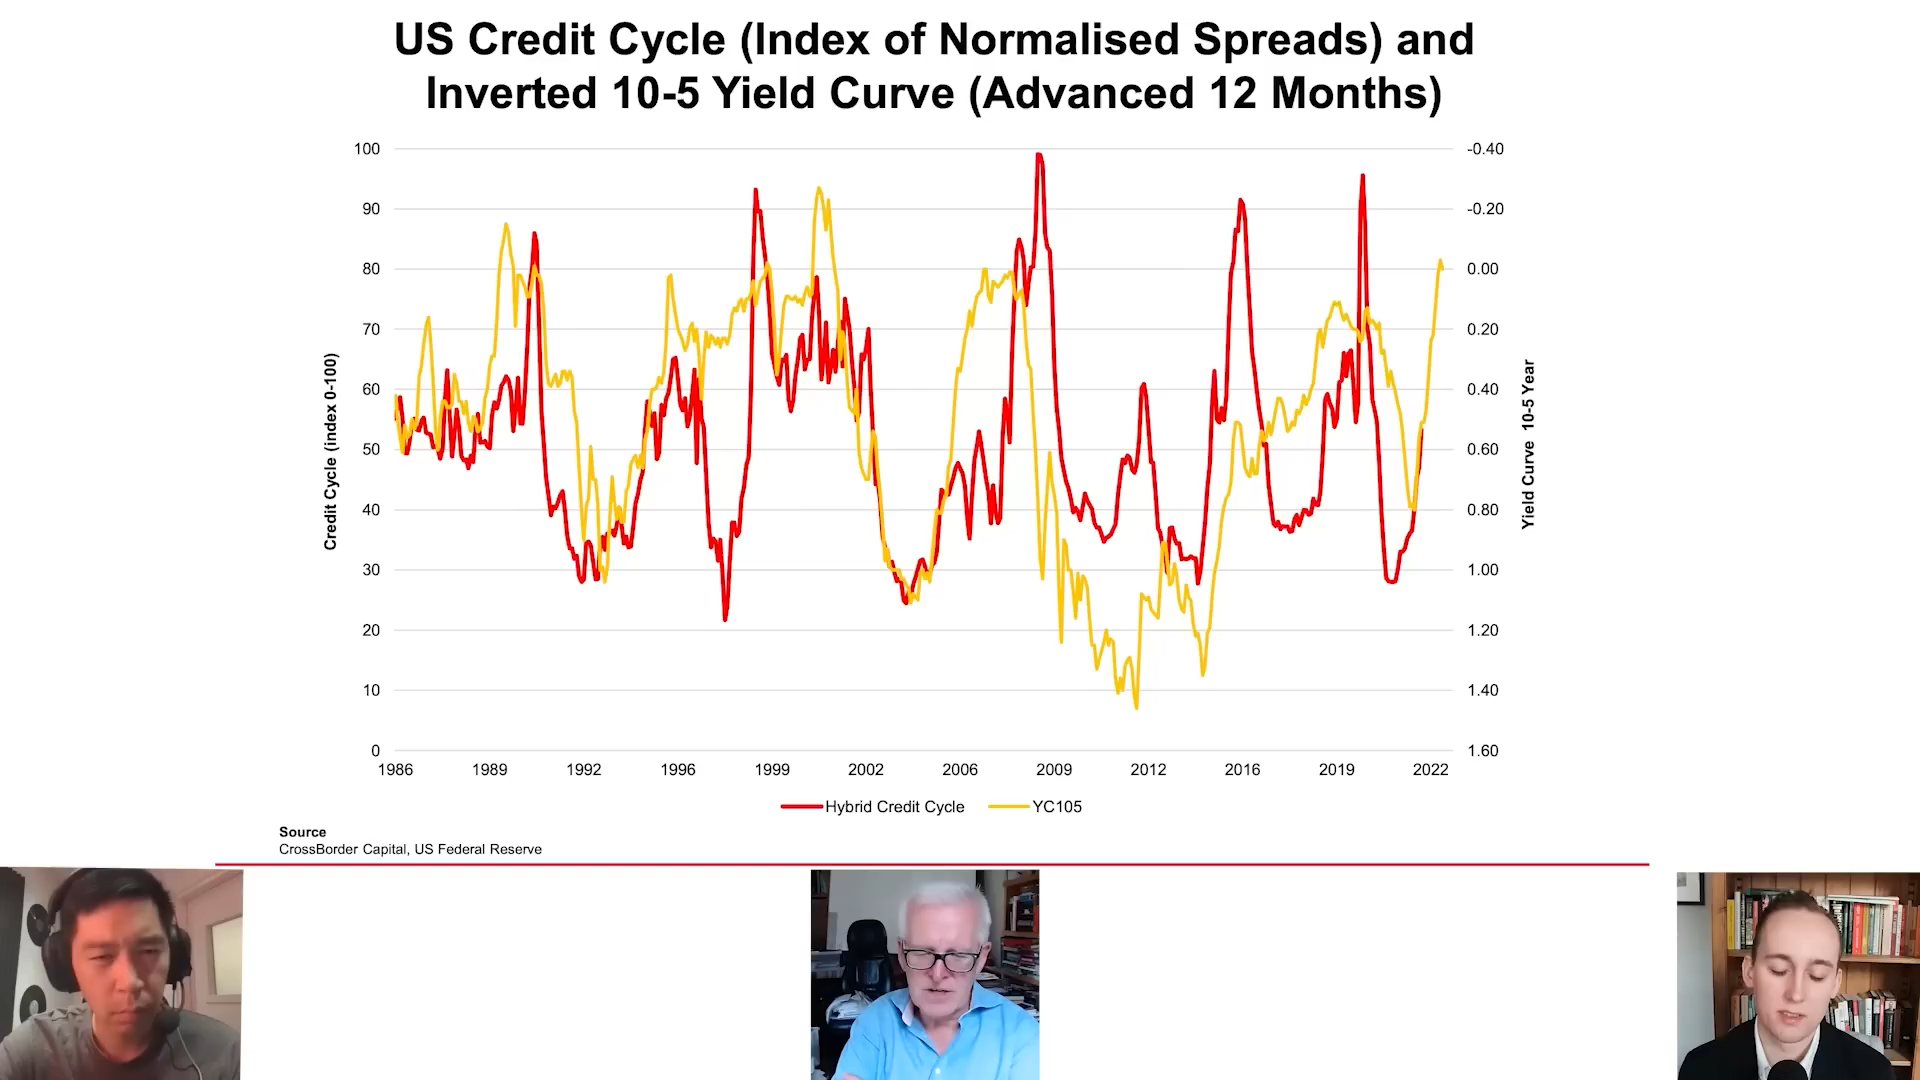 US Credit Cycle (Index of Normalised Spreads) and
Inverted 10-5 Yield Curve (Advanced 12 Months)
100
90
80
70
60
50
40
30
20
10
0
Credit Cycle (index 0-100)
-0.40
-0.20
0.00
0.20
0.40
0.60
0.80
1.00
1.20
1.40
1.60
Yield Curve 10-5 Year
1986 1989 1992 1996 1999 2002 2006 2009 2012 2016 2019 2022
Hybrid Credit Cycle YC105
Source
CrossBorder Capital, US Federal Reserve